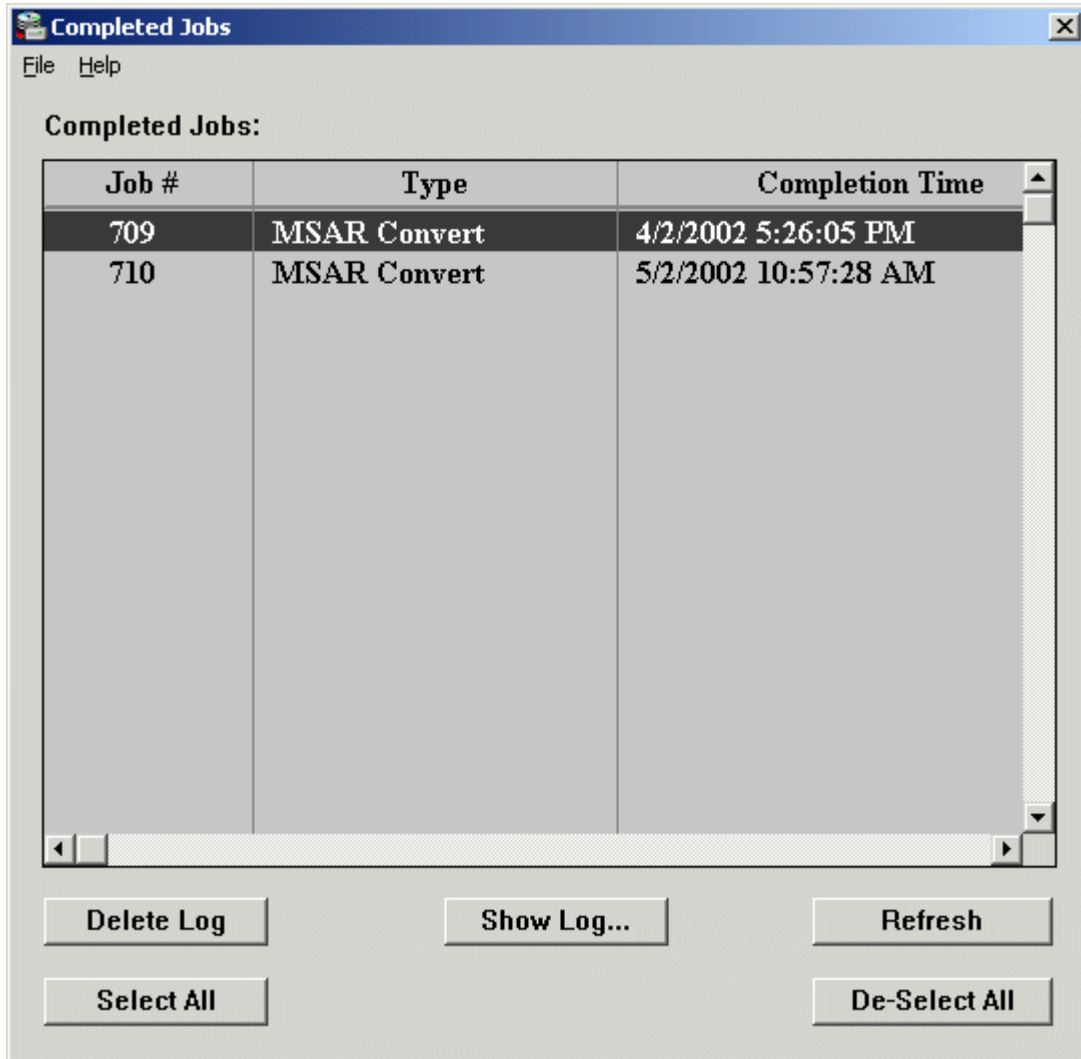 Completed Jobs
File Help
Completed Jobs:
Job # Type Completion Time
709 MSAR Convert 4/2/2002 5:26:05 PM
710 MSAR Convert 5/2/2002 10:57:28 AM
Delete Log Show Log... Refresh
Select All De-Select All